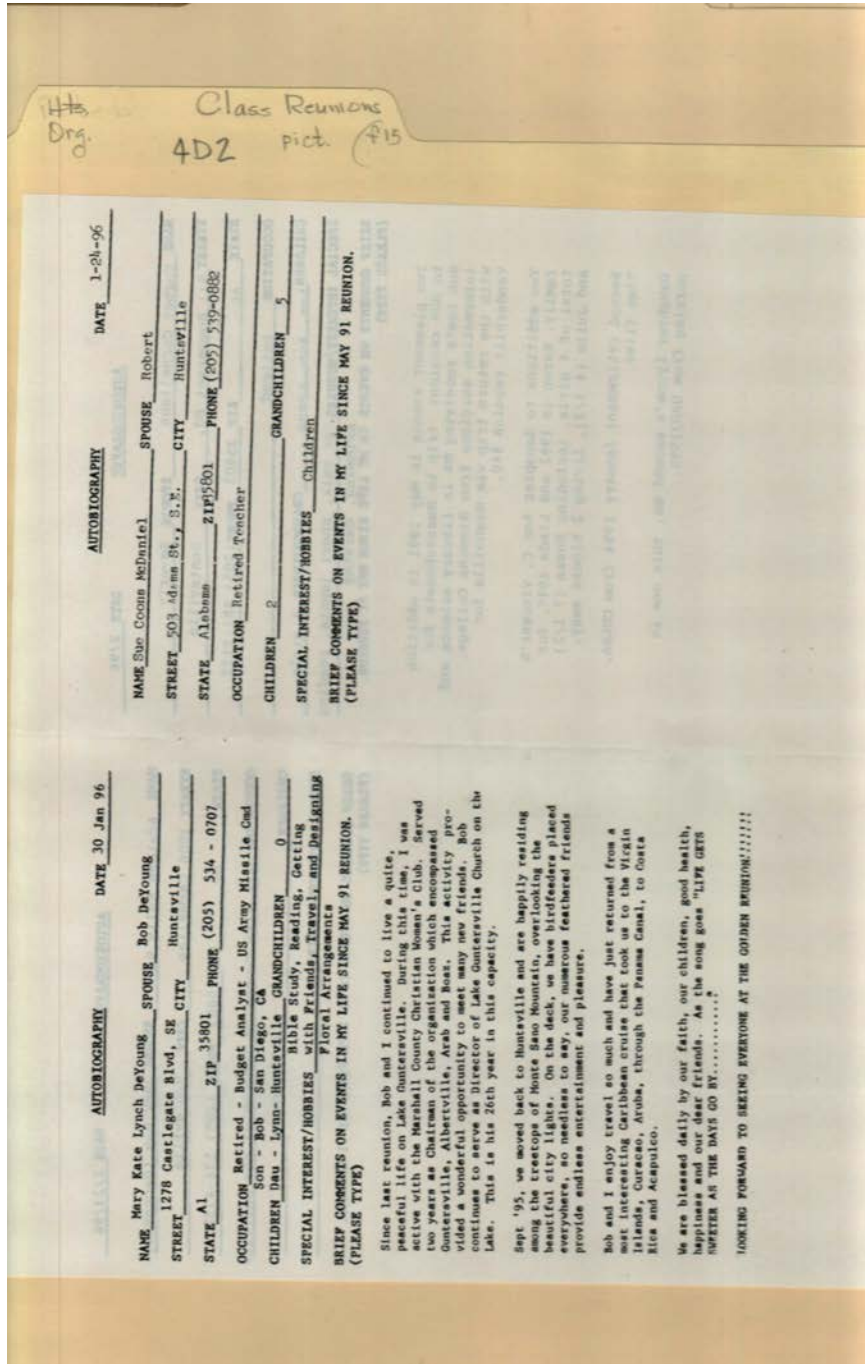 Hts Class Reunions
Org. 4D2 pict. f15
AUTOBIOGRAPHY DATE 30 Jan 96
NAME Mary Kate Lynch DeYoung SPOUSE Bob DeYoung
STREET 1278 Castlegate Blvd, SE CITY Huntsville
STATE Al ZIP 35801 PHONE (205) 534 - 0707
OCCUPATION Retired - Budget Analyst - US Army Missile Cmd
Son - Bob - San Diego, CA
CHILDREN Dau - Lynn- Huntsville GRANDCHILDREN 0
Bible Study, Reading, Getting
SPECIAL INTEREST/HOBBIES with Friends, Travel, and Designing
Floral Arrangements
BRIEF COMMENTS ON EVENTS IN MY LIFE SINCE MAY 91 REUNION.
(PLEASE TYPE)
Since last reunion, Bob and I continued to live a quite,
peaceful life on Lake Guntersville. During this time, I was
active with the Marshall County Christian Women's Club. Served
two years as Chairman of the organization which encompassed
Guntersville, Albertville, Arab and Boaz. This activity pro-
vided a wonderful opportunity to meet many new friends. Bob
continues to serve as Director of Lake Guntersville Church on the
Lake. This is his 26th year in this capacity.
Sept '95, we moved back to Huntsville and are happily residing
among the treetops of Monte Sano Mountain, overlooking the
beautiful city lights. On the deck, we have birdfeeders placed
everywhere, so needless to say, our numerous feathared friends
provide endless entertainment and pleasure.
Bob and I enjoy travel so much and have just returned from a
most interesting Caribbean cruise that took us to the Virgin
Islands, Curacao, Aruba, through the Panama Canal, to Costa
Rica and Acapulco.
We are blessed daily by our faith, our children, good health,
happiness and our dear friends. As the song goes "LIFE GETS
SWEETER AS THE DAYS GO BY............"
LOOKING FORWARD TO SEEING EVERYONE AT THE GOLDEN REUNION!!!!!!!
AUTOBIOGRAPHY DATE 1-24-96
NAME Sue Coons McDaniel SPOUSE Robert
STREET 503 Adams St., S.E. CITY Huntsville
STATE Alabama ZIP 35801 PHONE (205) 539-0882
OCCUPATION Retired Teacher
CHILDREN 2 GRANDCHILDREN 5
SPECIAL INTEREST/HOBBIES Children
BRIEF COMMENTS ON EVENTS IN MY LIFE SINCE MAY 91 REUNION.
(PLEASE TYPE)